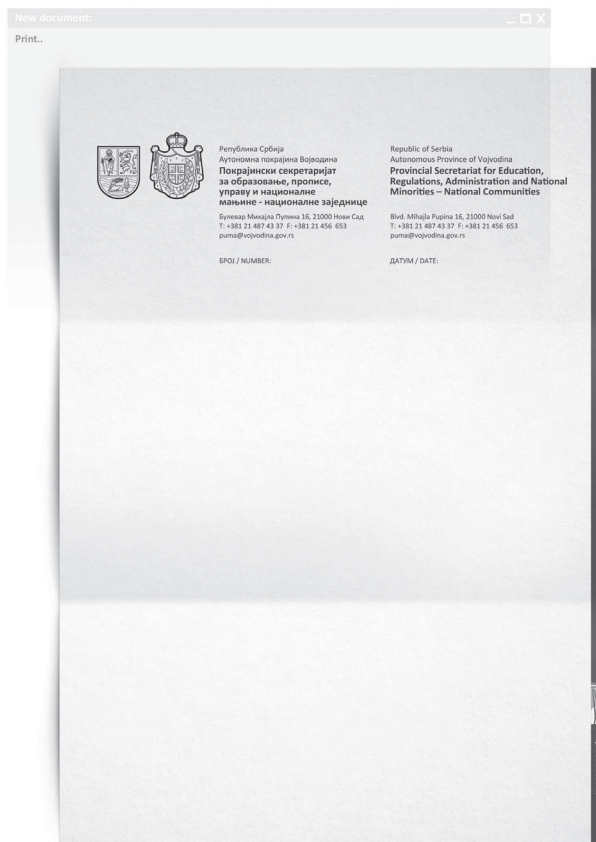 New document:
Print..
Република Србија
Аутономна покрајина Војводина
Покрајински секретаријат
за образовање, прописе,
управу и националне
мањине - националне заједнице
Булевар Михајла Пупина 16, 21000 Нови Сад
Т: +381 21 487 43 37 F: +381 21 456 653
puma@vojvodina.gov.rs
БРОЈ / NUMBER:
Republic of Serbia
Autonomous Province of Vojvodina
Provincial Secretariat for Education,
Regulations, Administration and National
Minorities – National Communities
Blvd. Mihajla Pupina 16, 21000 Novi Sad
T: +381 21 487 43 37 F: +381 21 456 653
puma@vojvodina.gov.rs
ДАТУМ / DATE: